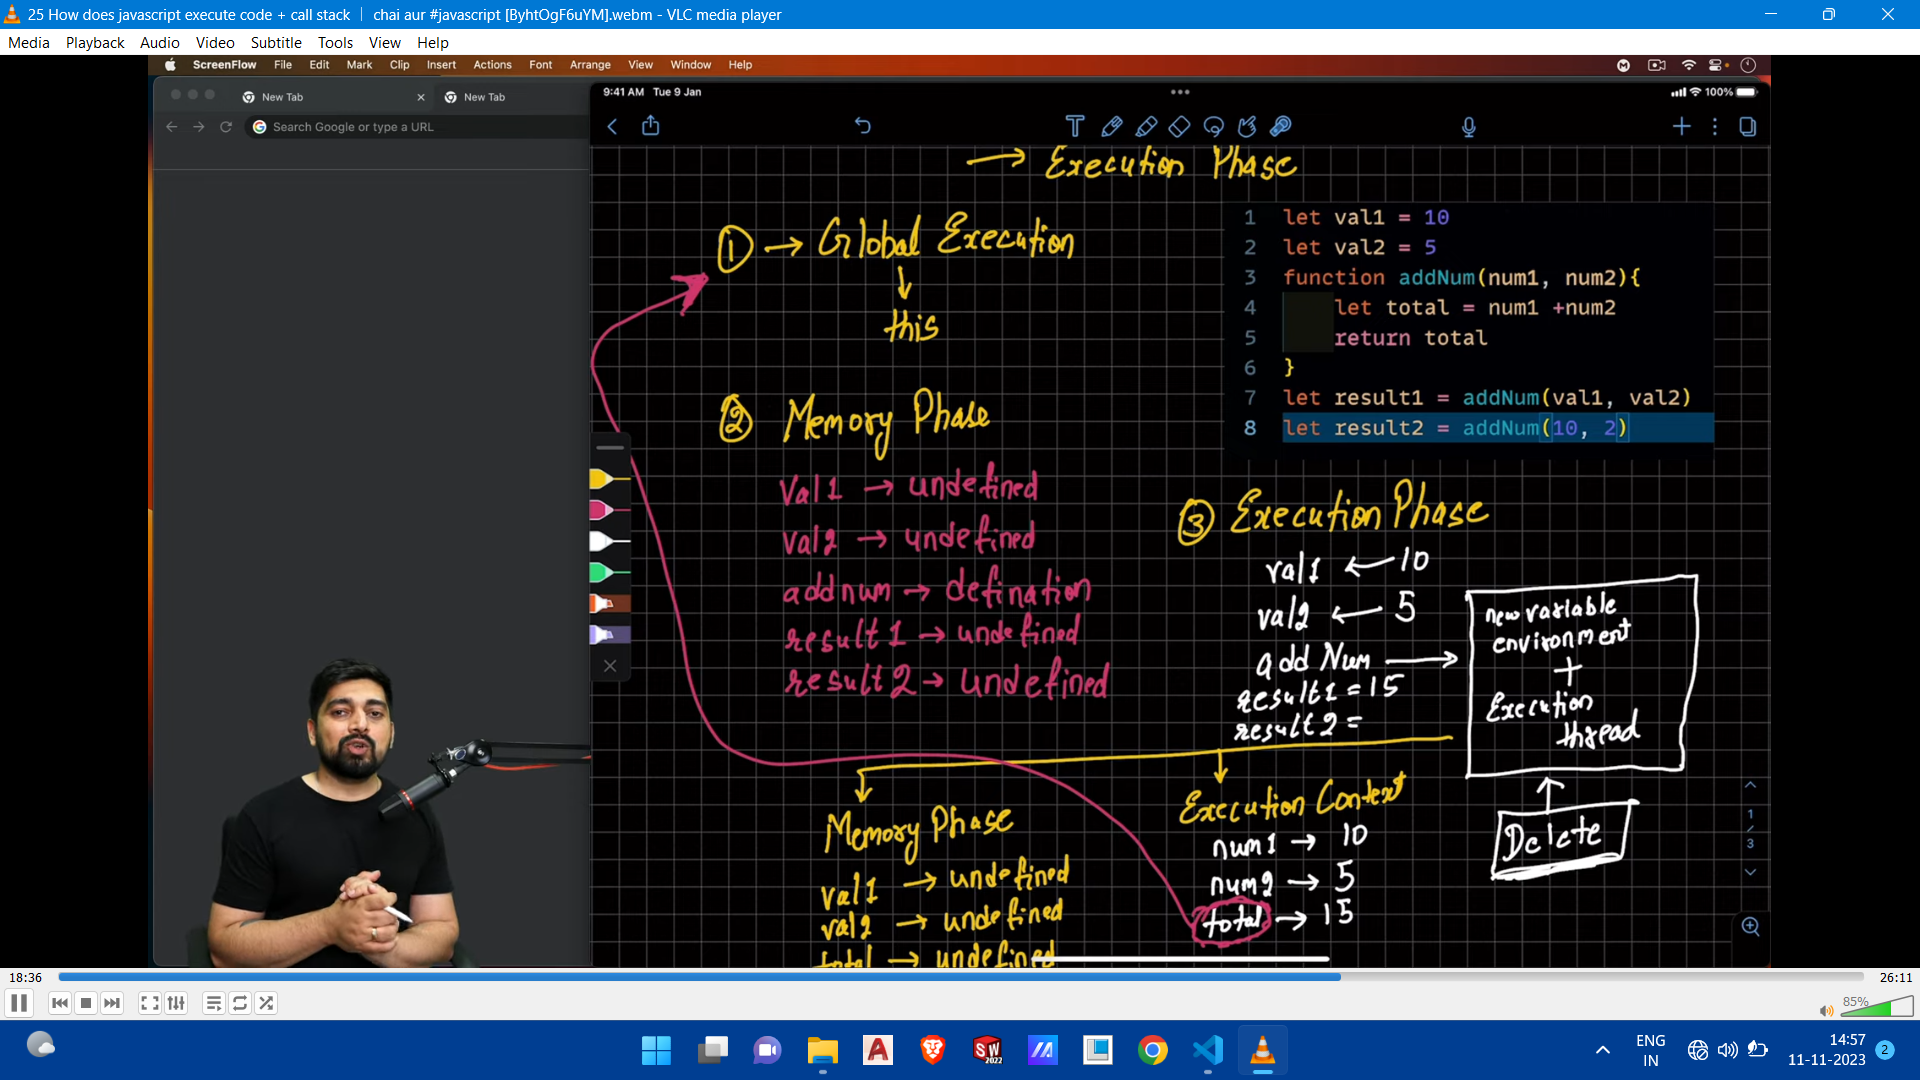 25 How does javascript execute code + call stack ｜ chai aur #javascript [ByhtOgF6uYM].webm - VLC media player
Media Playback Audio Video Subtitle Tools View Help
ScreenFlow File Edit Mark Clip Insert Actions Font Arrange View Window Help
New Tab
New Tab
Search Google or type a URL
9:41 AM Tue 9 Jan
100%
→ Execution Phase
① → Global Execution
↓
this
② Memory Phase
Val1 → undefined
val2 → undefined
addnum → defination
result1 → undefined
result2 → undefined
1 let val1 = 10
2 let val2 = 5
3 function addNum(num1, num2){
4 let total = num1 +num2
5 return total
6 }
7 let result1 = addNum(val1, val2)
8 let result2 = addNum(10, 2)
③ Execution Phase
val1 ← 10
val2 ← 5
add Num →
result1 = 15
result2 =
new variable
environment
+
Execution
thread
Delete
Memory Phase
val1 → undefined
val2 → undefined
total → undefined
Execution Context
num1 → 10
num2 → 5
total → 15
1
/
3
18:36
26:11
85%
SW
2022
ENG
IN
14:57
11-11-2023
2